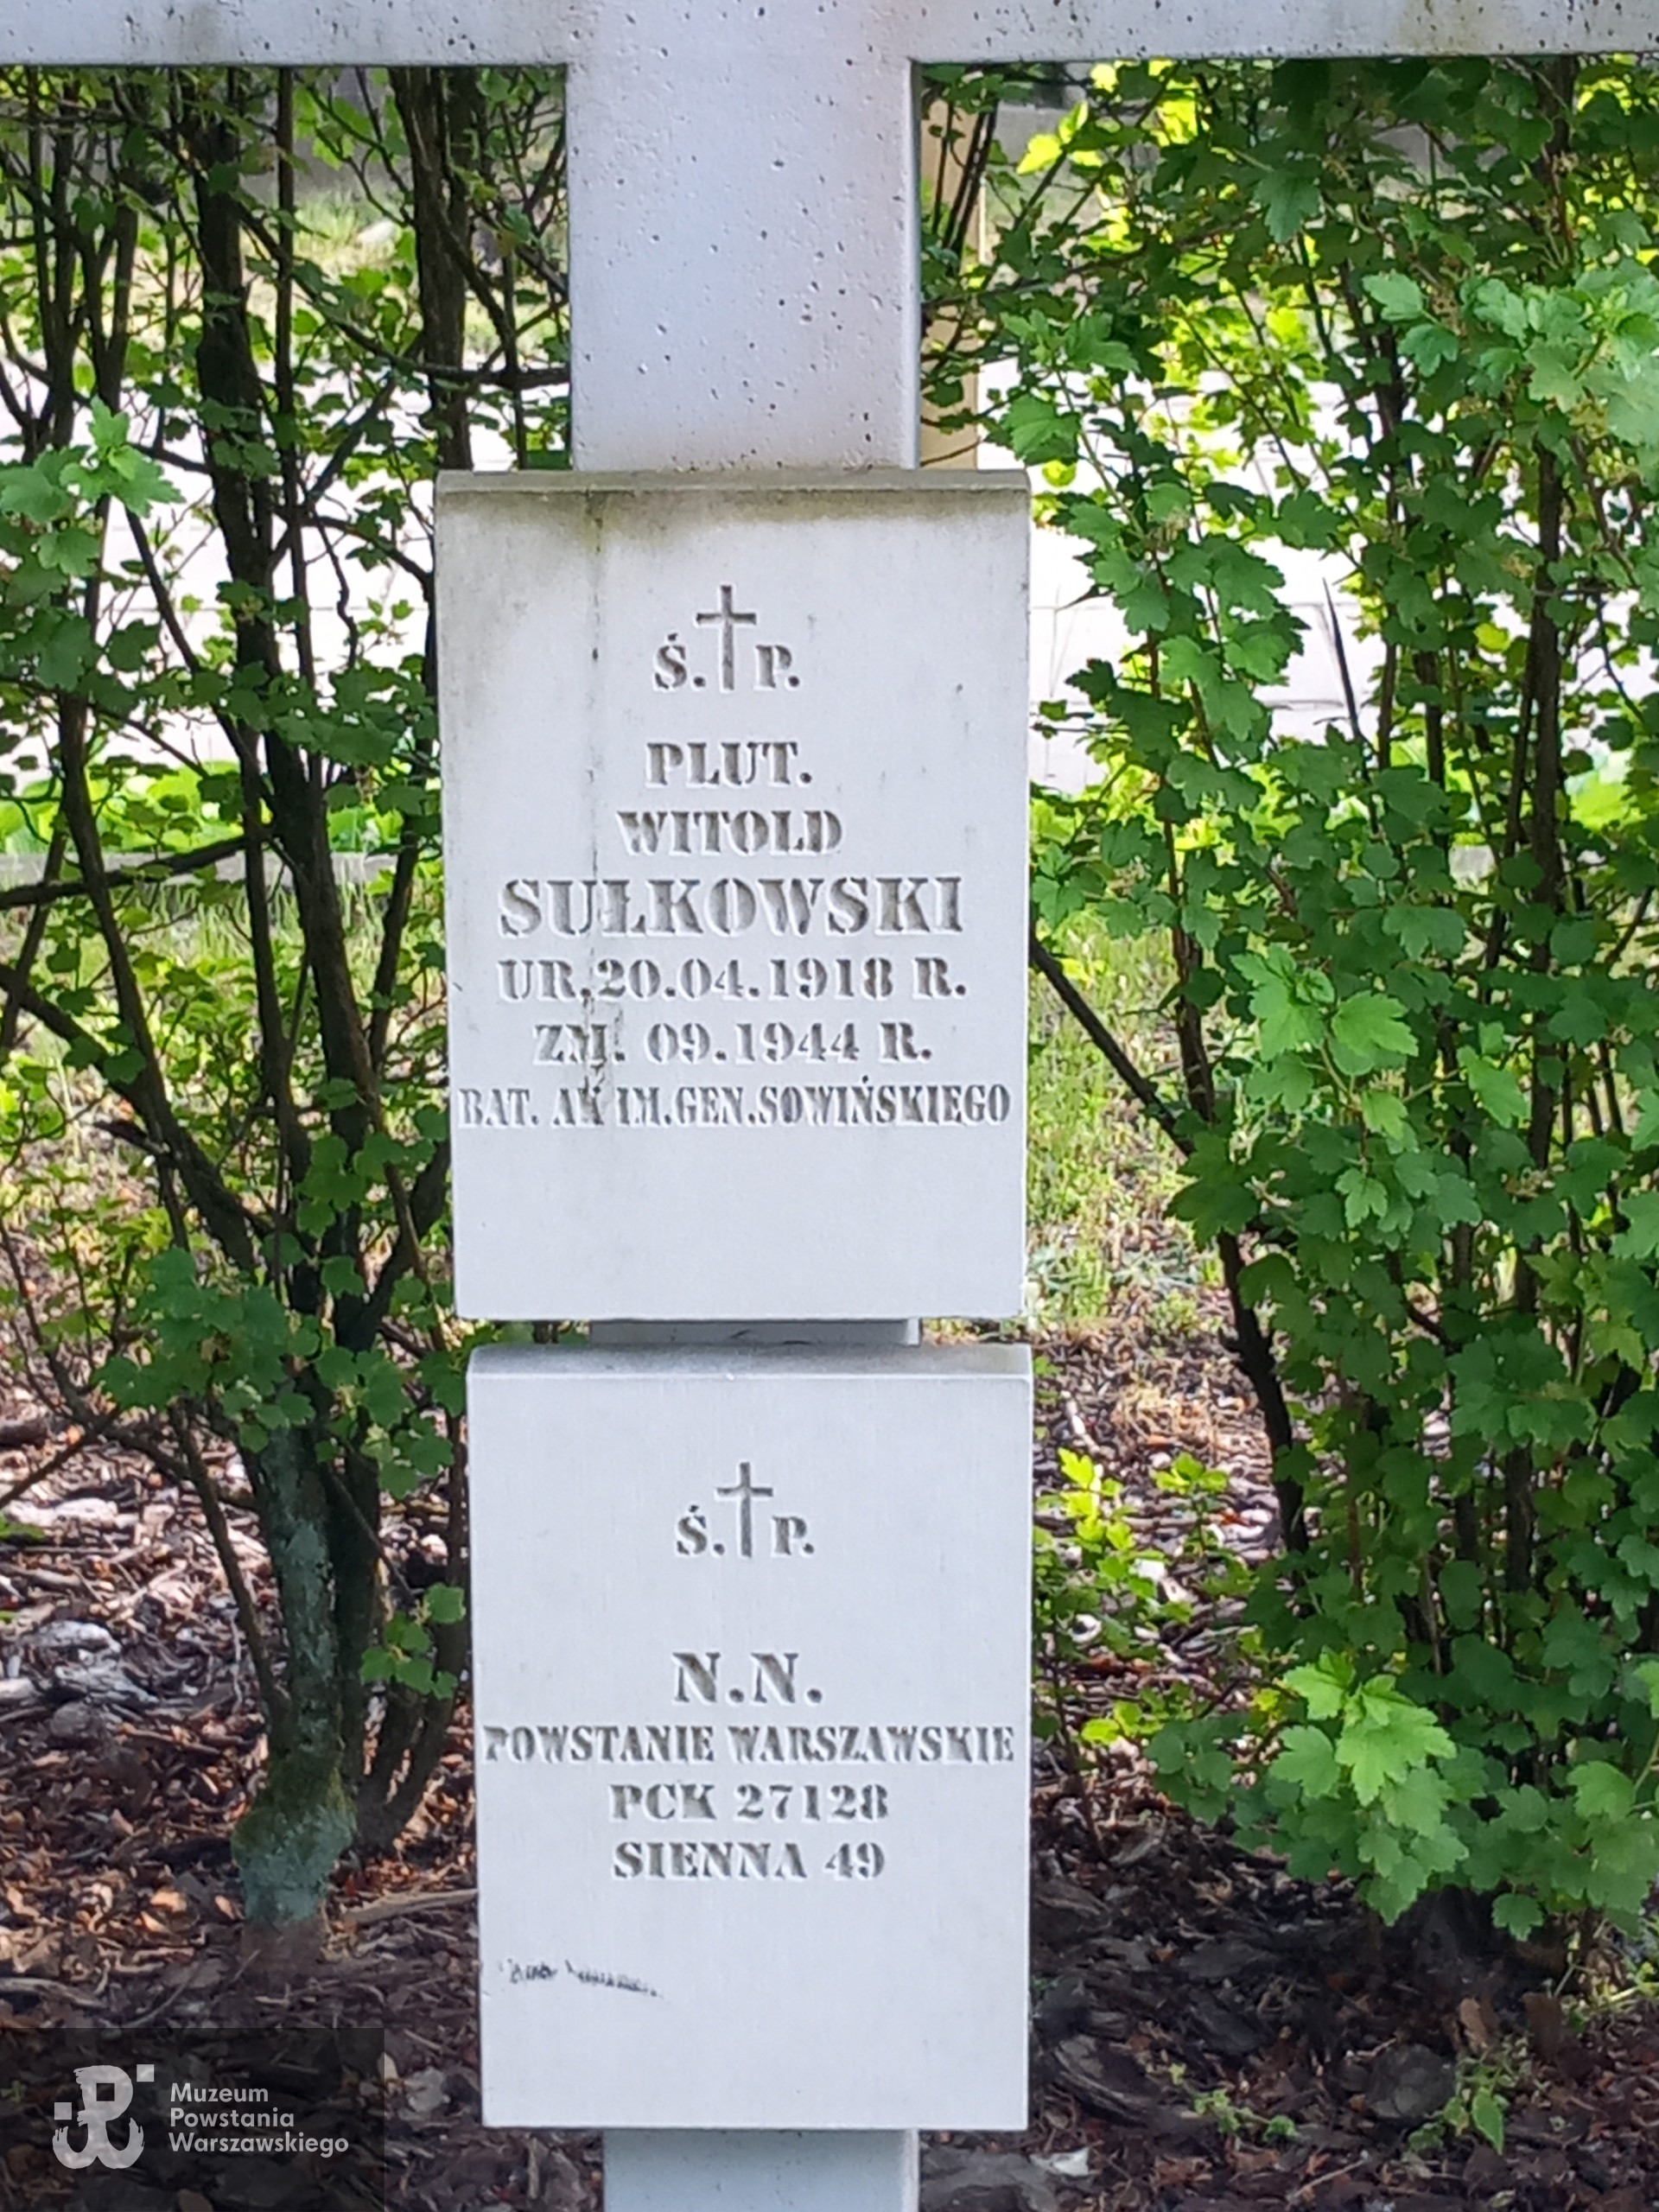 Ś. P.
PLUT.
WITOLD
SUŁKOWSKI
UR.20.04.1918 R.
ZM. 09.1944 R.
BAT. AK IM.GEN.SOWIŃSKIEGO
Ś. P.
N.N.
POWSTANIE WARSZAWSKIE
PCK 27128
SIENNA 49
Muzeum
Powstania
Warszawskiego